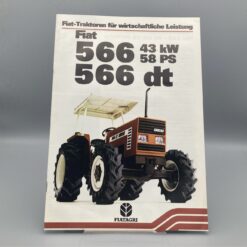 Fiat-Traktoren für wirtschaftliche Leistung
Fiat
566 43 kW
58 PS
566 dt
FIATAGRI